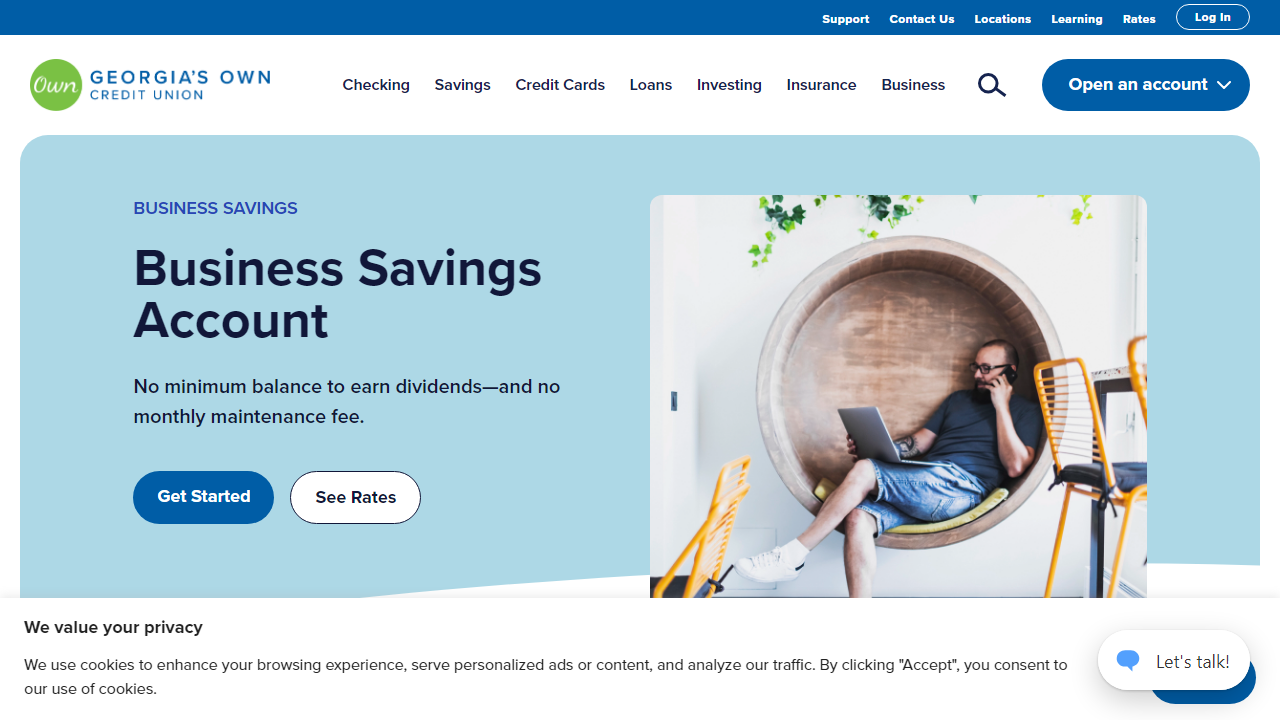 Support Contact Us Locations Learning Rates Log In
Own GEORGIA'S OWN
CREDIT UNION
Checking Savings Credit Cards Loans Investing Insurance Business Open an account
BUSINESS SAVINGS
Business Savings
Account
No minimum balance to earn dividends—and no
monthly maintenance fee.
Get Started See Rates
We value your privacy
We use cookies to enhance your browsing experience, serve personalized ads or content, and analyze our traffic. By clicking "Accept", you consent to
our use of cookies.
Let's talk!